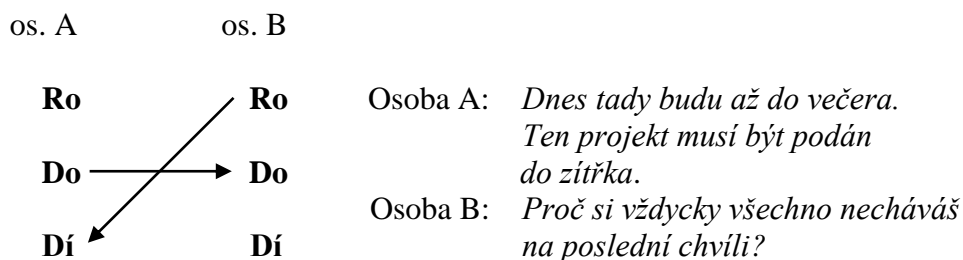 os. A os. B
Ro Ro Osoba A: Dnes tady budu až do večera.
Ten projekt musí být podán
Do Do do zítřka.
Osoba B: Proč si vždycky všechno necháváš
Dí Dí na poslední chvíli?